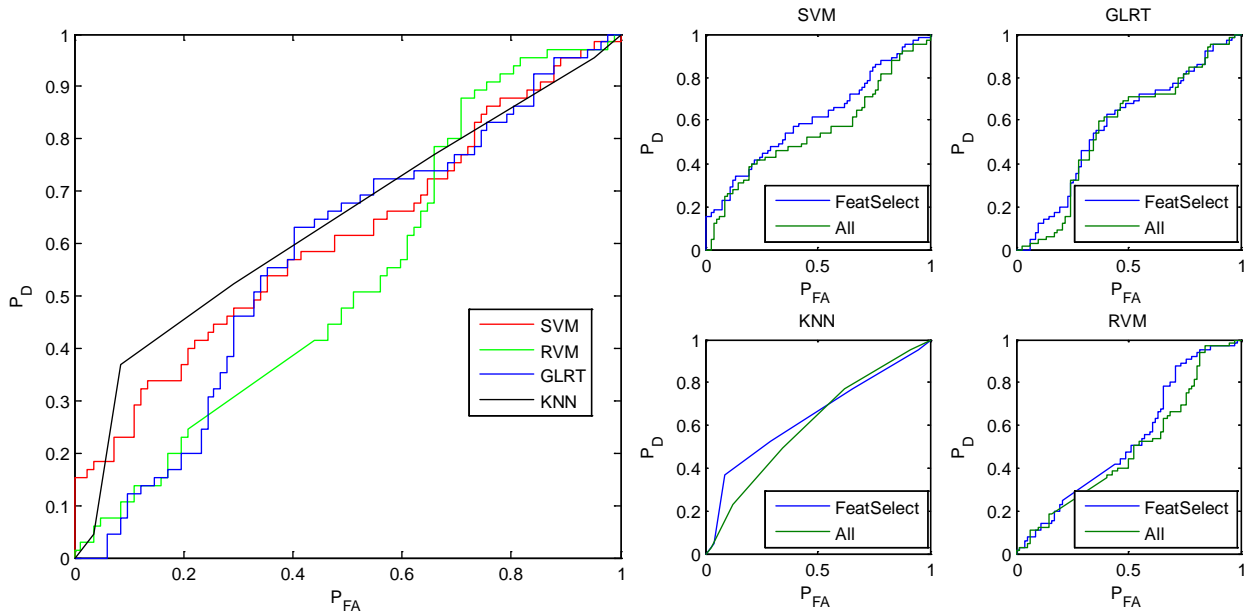 1
0.9
0.8
0.7
0.6
0.5
0.4
0.3
0.2
0.1
0
P_D
0 0.2 0.4 0.6 0.8 1
P_FA
SVM
RVM
GLRT
KNN
SVM
1
0.8
0.6
0.4
0.2
0
P_D
0 0.5 1
P_FA
FeatSelect
All
GLRT
1
0.8
0.6
0.4
0.2
0
P_D
0 0.5 1
P_FA
FeatSelect
All
KNN
1
0.8
0.6
0.4
0.2
0
P_D
0 0.5 1
P_FA
FeatSelect
All
RVM
1
0.8
0.6
0.4
0.2
0
P_D
0 0.5 1
P_FA
FeatSelect
All